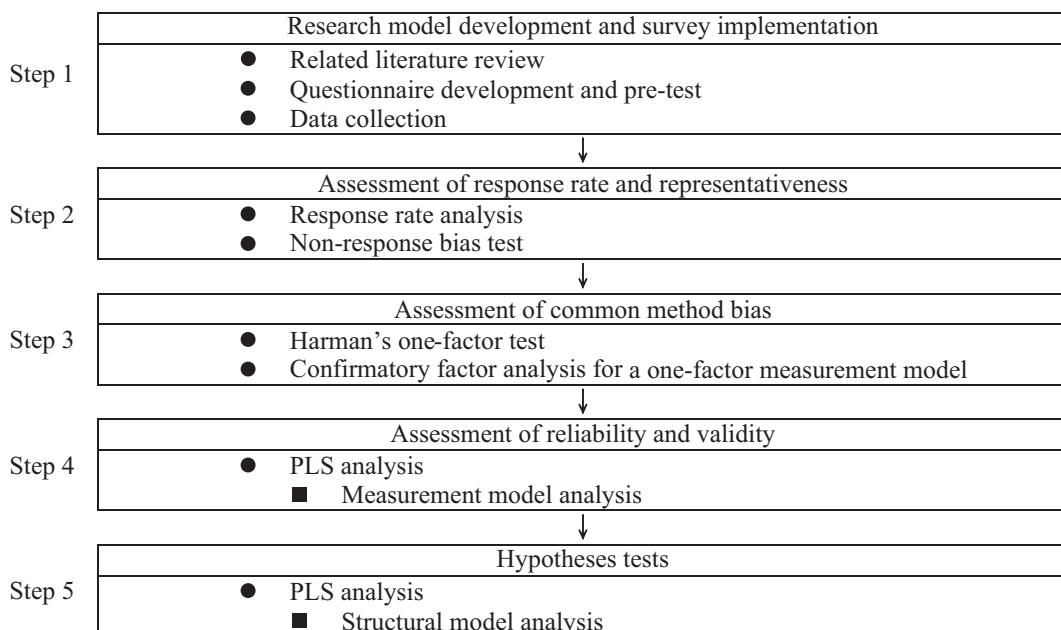 Research model development and survey implementation
Step 1
● Related literature review
● Questionnaire development and pre-test
● Data collection
Assessment of response rate and representativeness
Step 2
● Response rate analysis
● Non-response bias test
Assessment of common method bias
Step 3
● Harman’s one-factor test
● Confirmatory factor analysis for a one-factor measurement model
Assessment of reliability and validity
Step 4
● PLS analysis
■ Measurement model analysis
Hypotheses tests
Step 5
● PLS analysis
■ Structural model analysis